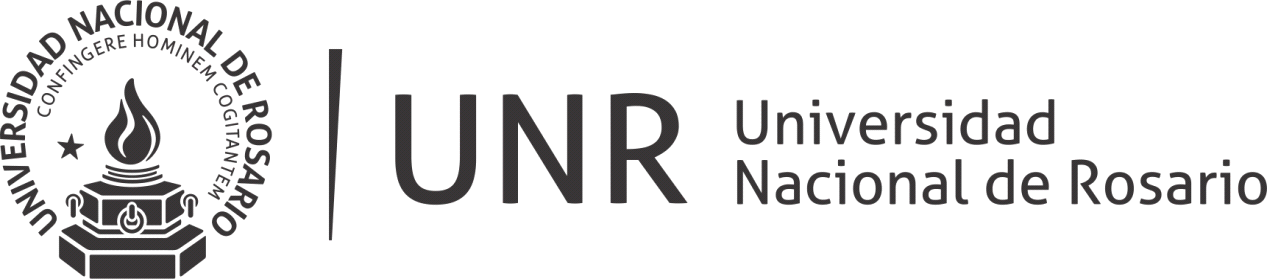 UNIVERSIDAD NACIONAL DE ROSARIO
CONFINGERE HOMINEM COGITANTEM
UNR
Universidad
Nacional de Rosario